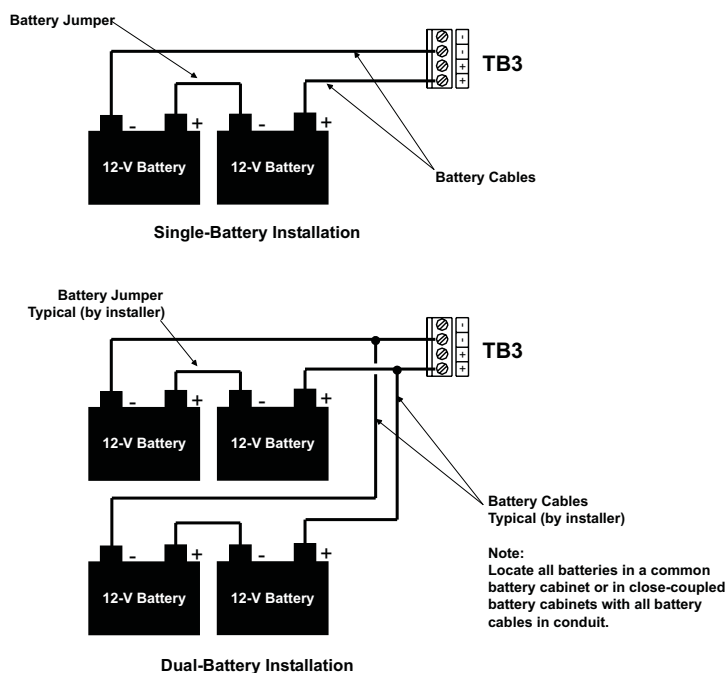 Battery Jumper
-
-
+
+
TB3
-
+
-
+
12-V Battery
12-V Battery
Battery Cables
Single-Battery Installation
Battery Jumper
Typical (by installer)
-
-
+
+
TB3
-
+
-
+
12-V Battery
12-V Battery
-
+
-
+
12-V Battery
12-V Battery
Battery Cables
Typical (by installer)
Note:
Locate all batteries in a common
battery cabinet or in close-coupled
battery cabinets with all battery
cables in conduit.
Dual-Battery Installation